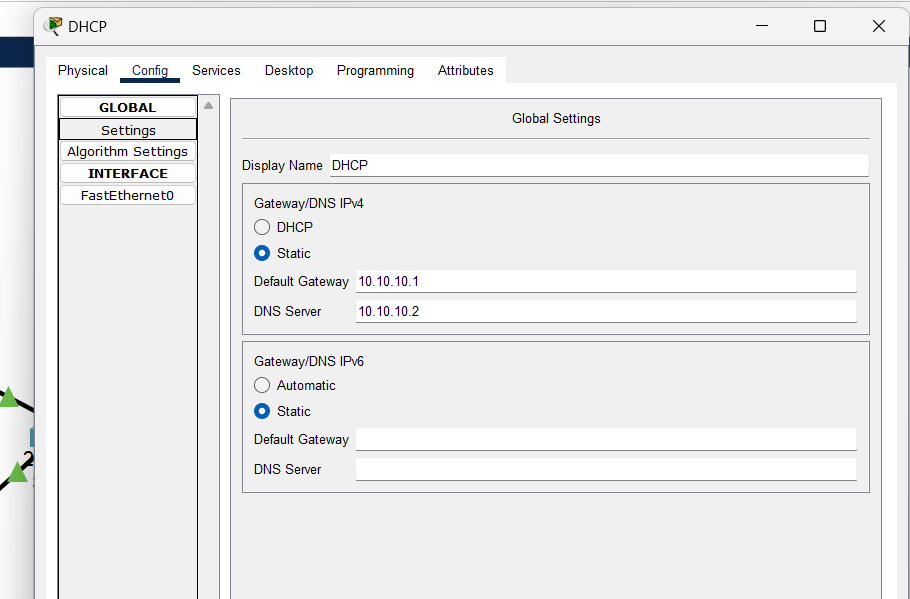 DHCP
Physical Config Services Desktop Programming Attributes
GLOBAL
Settings
Algorithm Settings
INTERFACE
FastEthernet0
Global Settings
Display Name DHCP
Gateway/DNS IPv4
DHCP
Static
Default Gateway 10.10.10.1
DNS Server 10.10.10.2
Gateway/DNS IPv6
Automatic
Static
Default Gateway
DNS Server
2